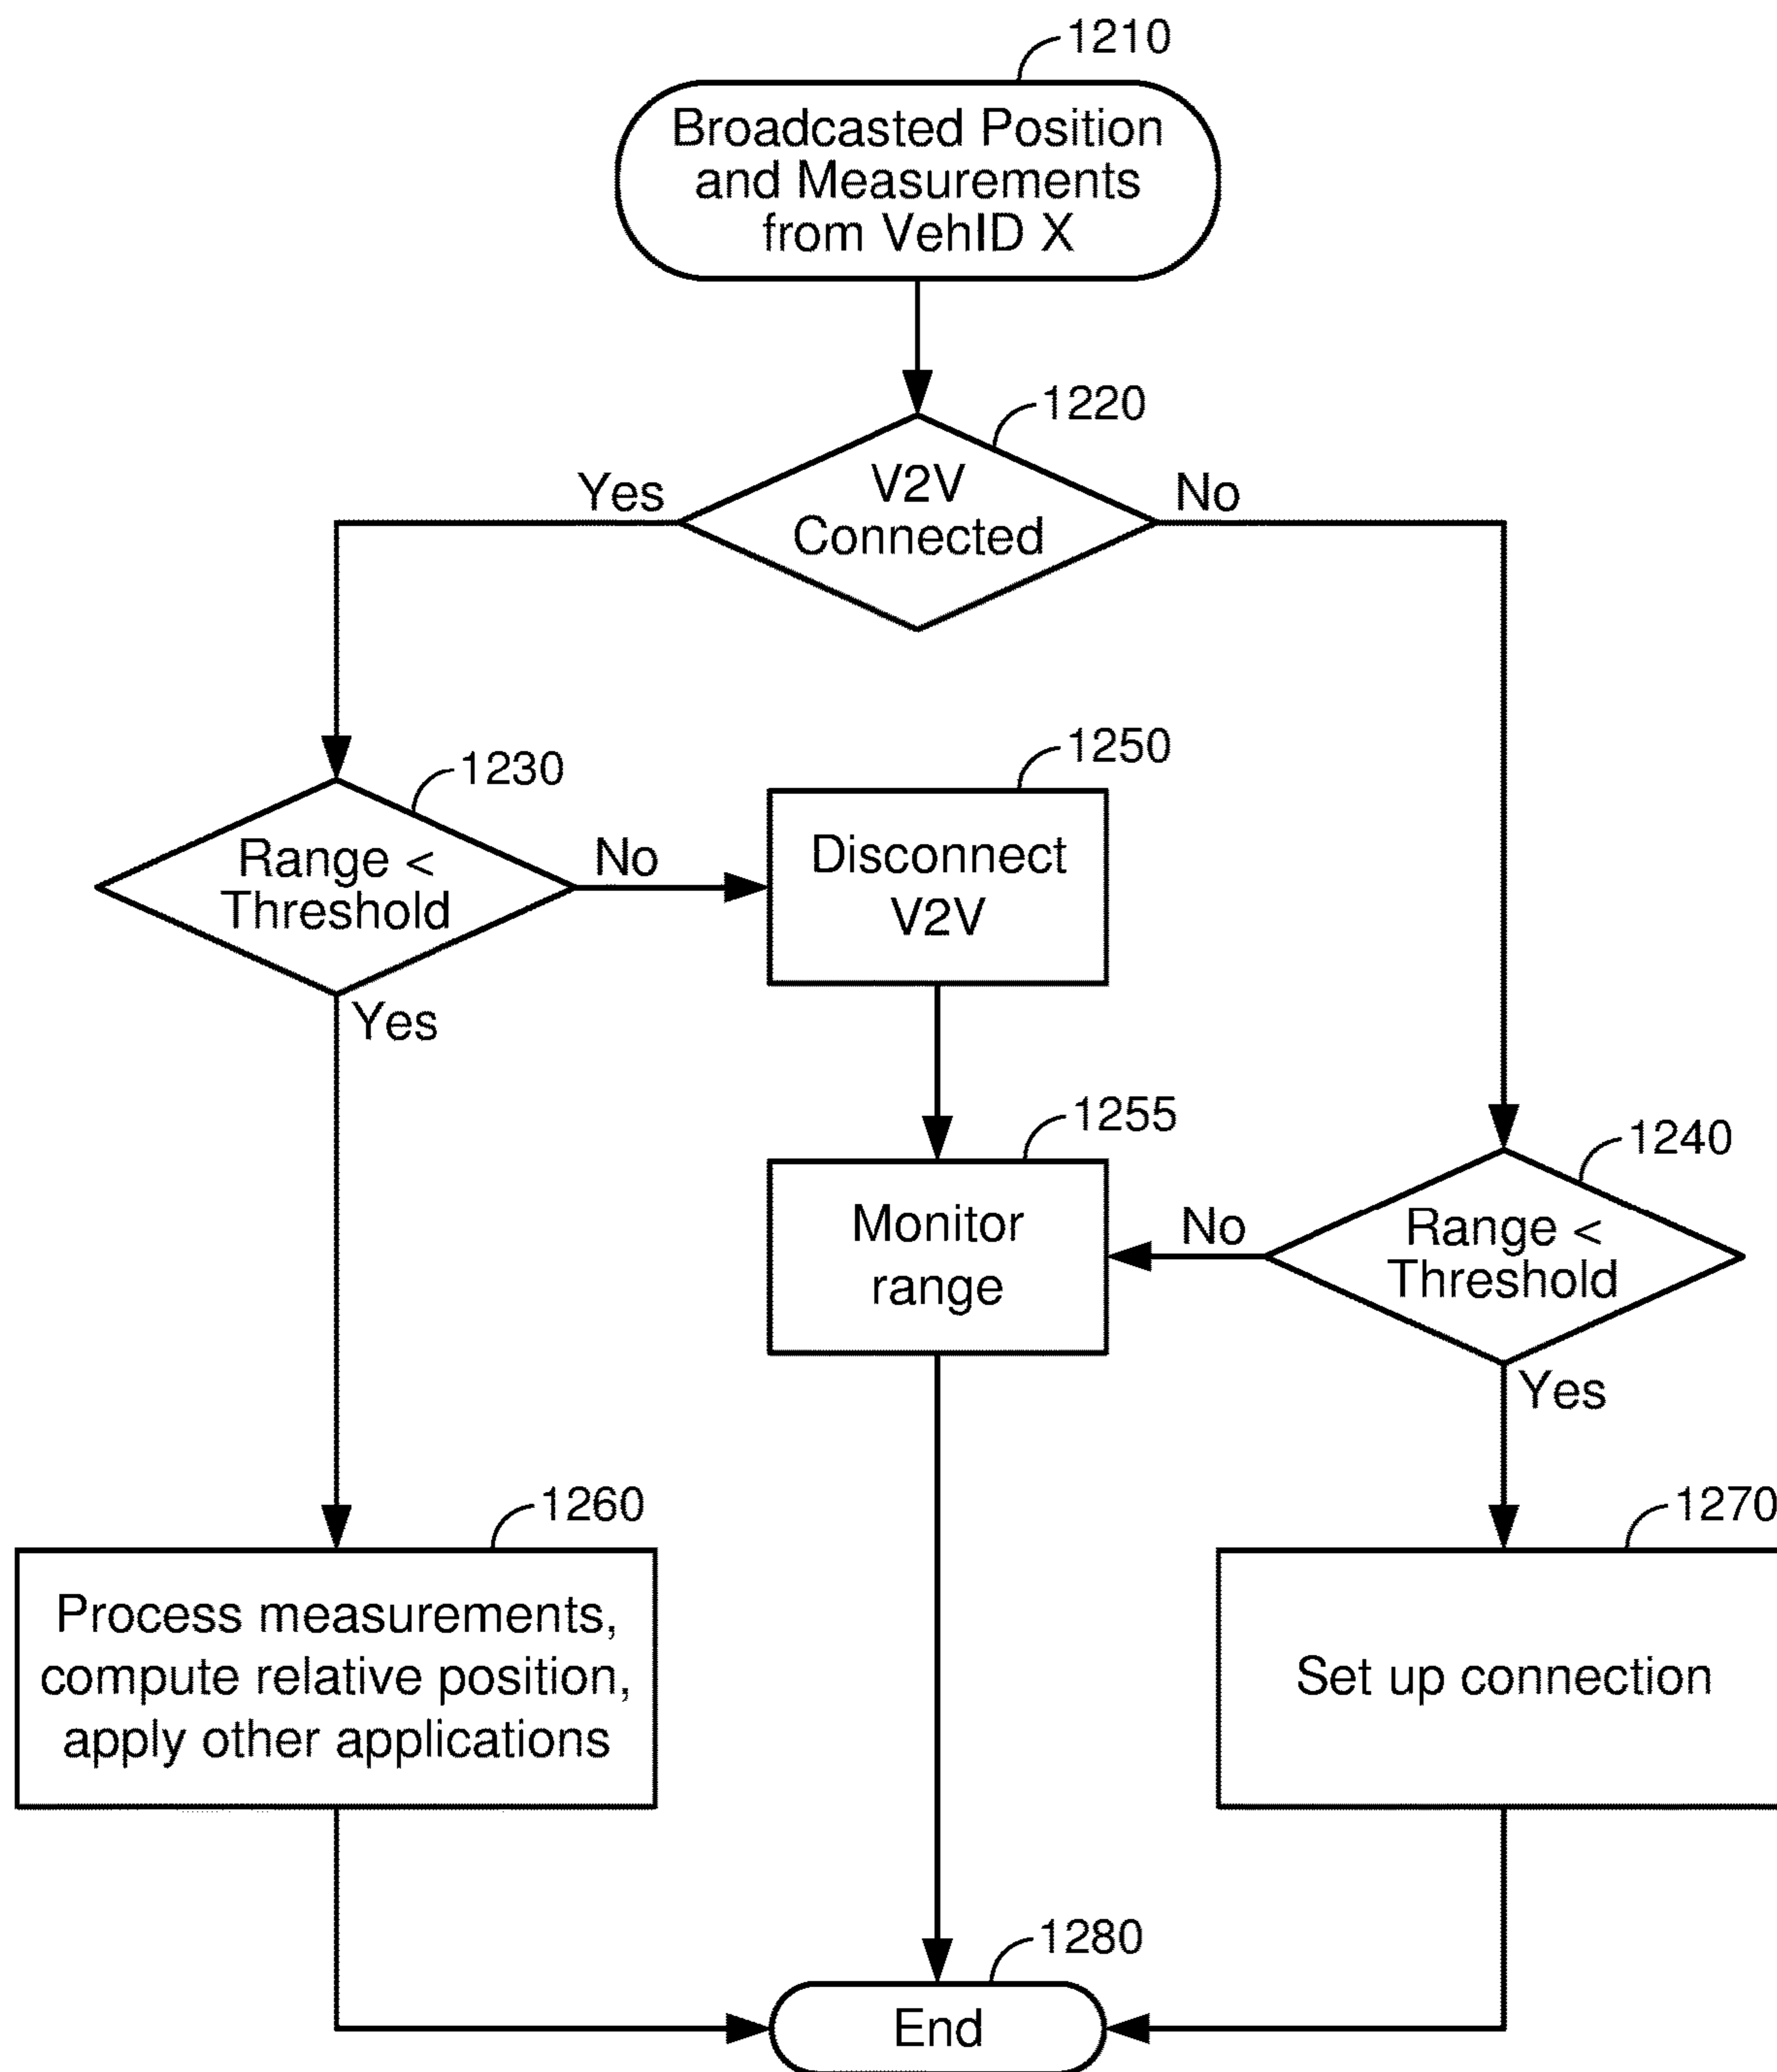 1210
Broadcasted Position
and Measurements
from VehID X
1220
Yes
V2V
Connected
No
1230
Range <
Threshold
No
Yes
1250
Disconnect
V2V
1255
Monitor
range
1240
No
Range <
Threshold
Yes
1260
Process measurements,
compute relative position,
apply other applications
1270
Set up connection
1280
End